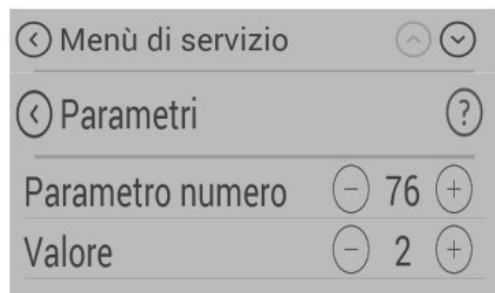 Menù di servizio
Parametri ?
Parametro numero - 76 +
Valore - 2 +